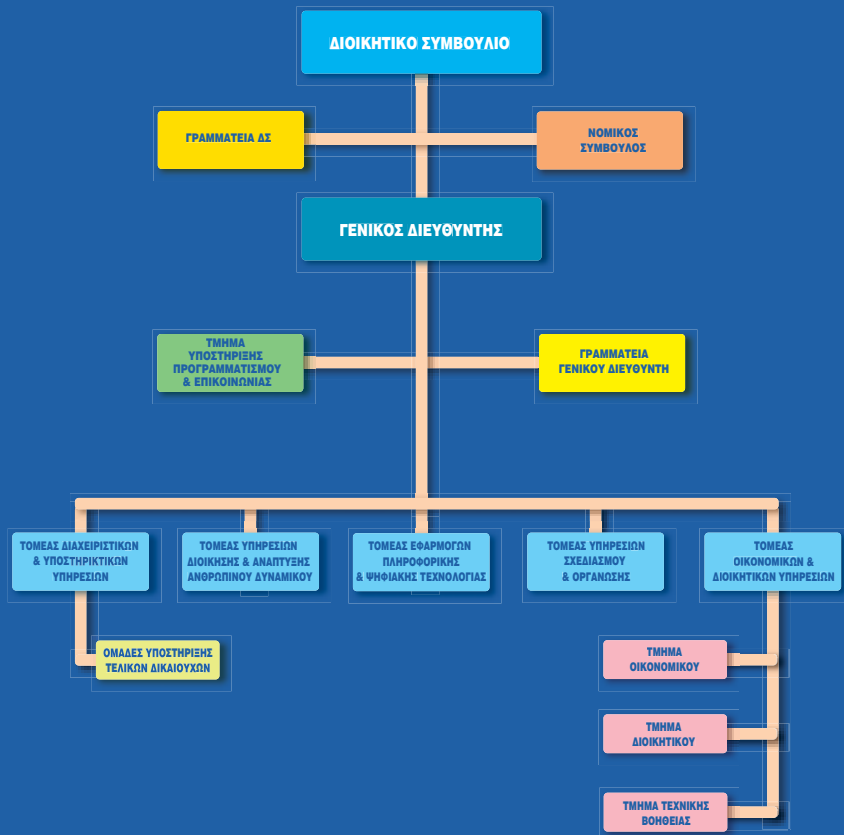 ΔΙΟΙΚΗΤΙΚΟ ΣΥΜΒΟΥΛΙΟ
ΓΡΑΜΜΑΤΕΙΑ ΔΣ
ΝΟΜΙΚΟΣ
ΣΥΜΒΟΥΛΟΣ
ΓΕΝΙΚΟΣ ΔΙΕΥΘΥΝΤΗΣ
ΤΜΗΜΑ
ΥΠΟΣΤΗΡΙΞΗΣ
ΠΡΟΓΡΑΜΜΑΤΙΣΜΟΥ
& ΕΠΙΚΟΙΝΩΝΙΑΣ
ΓΡΑΜΜΑΤΕΙΑ
ΓΕΝΙΚΟΥ ΔΙΕΥΘΥΝΤΗ
ΤΟΜΕΑΣ ΔΙΑΧΕΙΡΙΣΤΙΚΩΝ
& ΥΠΟΣΤΗΡΙΚΤΙΚΩΝ
ΥΠΗΡΕΣΙΩΝ
ΤΟΜΕΑΣ ΥΠΗΡΕΣΙΩΝ
ΔΙΟΙΚΗΣΗΣ & ΑΝΑΠΤΥΞΗΣ
ΑΝΘΡΩΠΙΝΟΥ ΔΥΝΑΜΙΚΟΥ
ΤΟΜΕΑΣ ΕΦΑΡΜΟΓΩΝ
ΠΛΗΡΟΦΟΡΙΚΗΣ
& ΨΗΦΙΑΚΗΣ ΤΕΧΝΟΛΟΓΙΑΣ
ΤΟΜΕΑΣ ΥΠΗΡΕΣΙΩΝ
ΣΧΕΔΙΑΣΜΟΥ
& ΟΡΓΑΝΩΣΗΣ
ΤΟΜΕΑΣ
ΟΙΚΟΝΟΜΙΚΩΝ &
ΔΙΟΙΚΗΤΙΚΩΝ ΥΠΗΡΕΣΙΩΝ
ΟΜΑΔΕΣ ΥΠΟΣΤΗΡΙΞΗΣ
ΤΕΛΙΚΩΝ ΔΙΚΑΙΟΥΧΩΝ
ΤΜΗΜΑ
ΟΙΚΟΝΟΜΙΚΟΥ
ΤΜΗΜΑ
ΔΙΟΙΚΗΤΙΚΟΥ
ΤΜΗΜΑ ΤΕΧΝΙΚΗΣ
ΒΟΗΘΕΙΑΣ